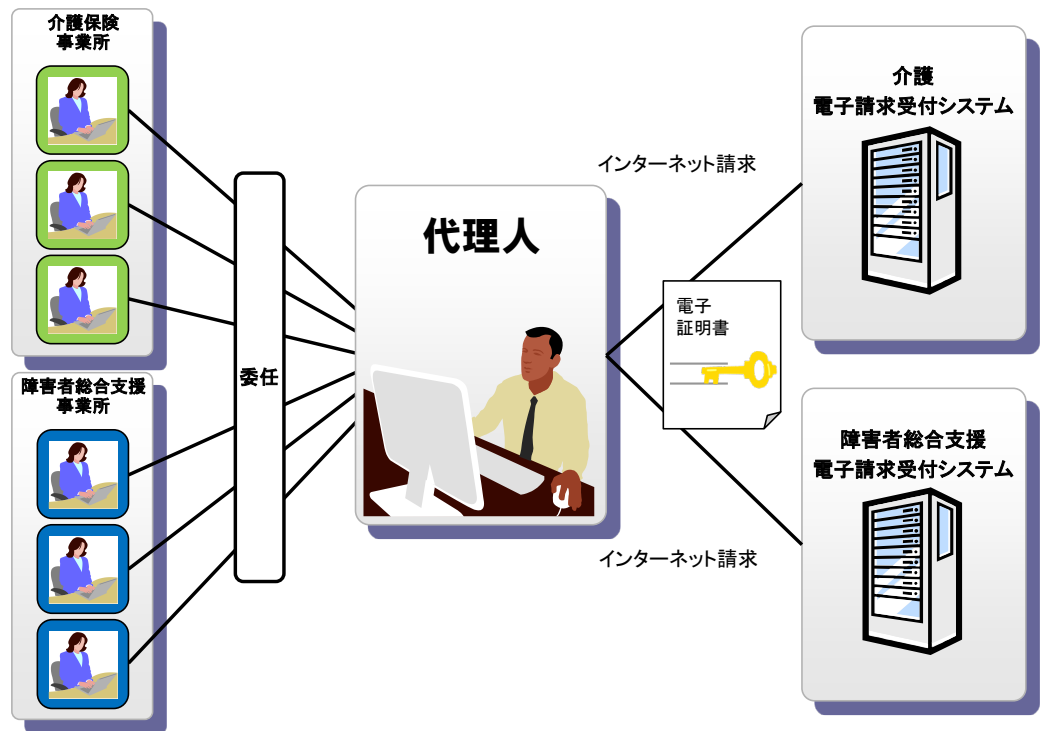 介護保険
事業所
障害者総合支援
事業所
委任
代理人
インターネット請求
電子
証明書
インターネット請求
介護
電子請求受付システム
障害者総合支援
電子請求受付システム